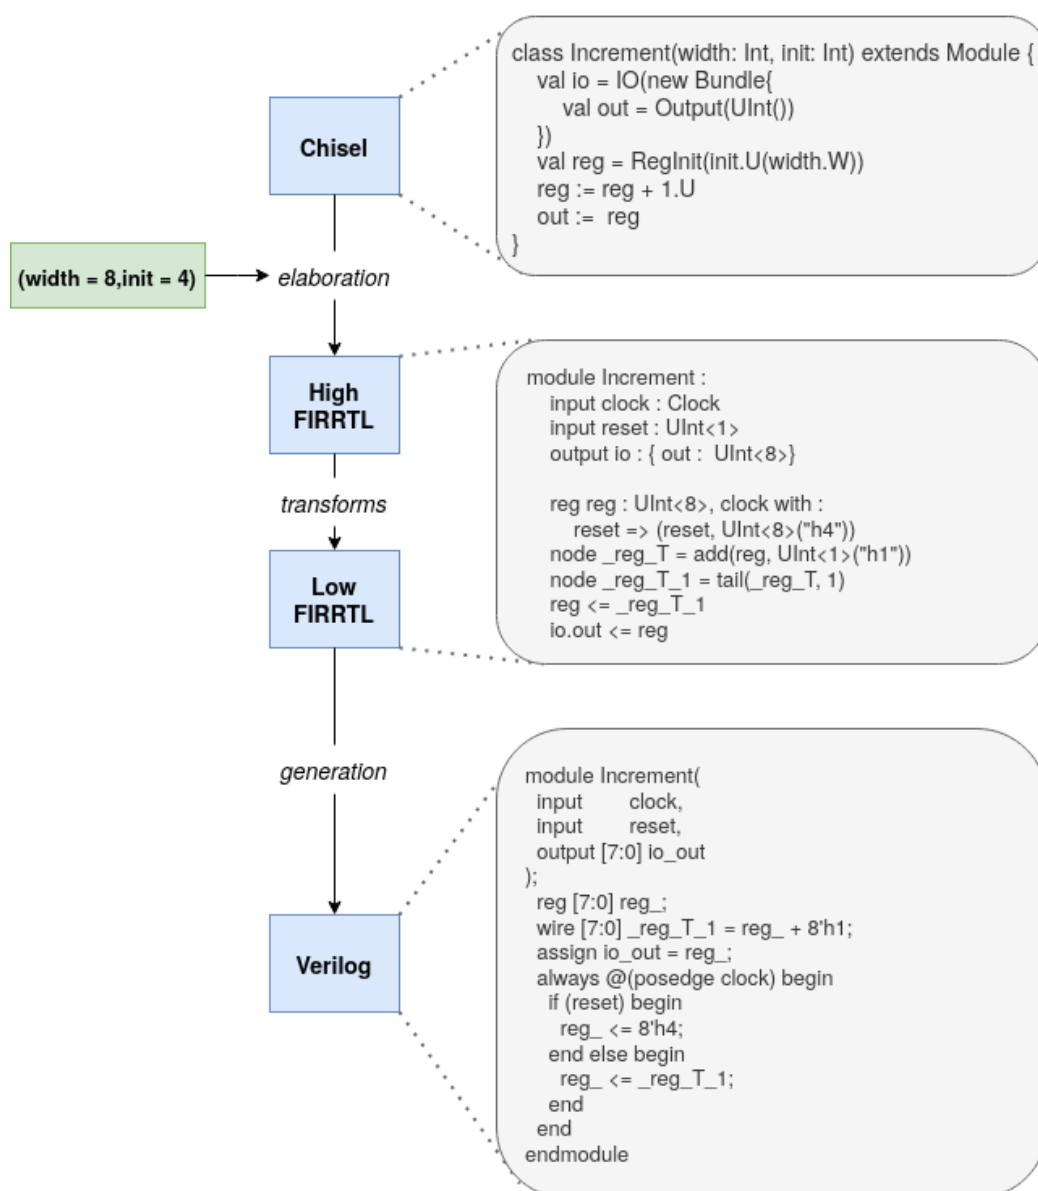 Chisel
class Increment(width: Int, init: Int) extends Module {
val io = IO(new Bundle{
val out = Output(UInt())
})
val reg = RegInit(init.U(width.W))
reg := reg + 1.U
out :=  reg
}
(width = 8,init = 4)
elaboration
High
FIRRTL
transforms
Low
FIRRTL
module Increment :
input clock : Clock
input reset : UInt<1>
output io : { out :  UInt<8>}
reg reg : UInt<8>, clock with :
reset => (reset, UInt<8>("h4"))
node _reg_T = add(reg, UInt<1>("h1"))
node _reg_T_1 = tail(_reg_T, 1)
reg <= _reg_T_1
io.out <= reg
generation
Verilog
module Increment(
input        clock,
input        reset,
output [7:0] io_out
);
reg [7:0] reg_;
wire [7:0] _reg_T_1 = reg_ + 8'h1;
assign io_out = reg_;
always @(posedge clock) begin
if (reset) begin
reg_ <= 8'h4;
end else begin
reg_ <= _reg_T_1;
end
end
endmodule